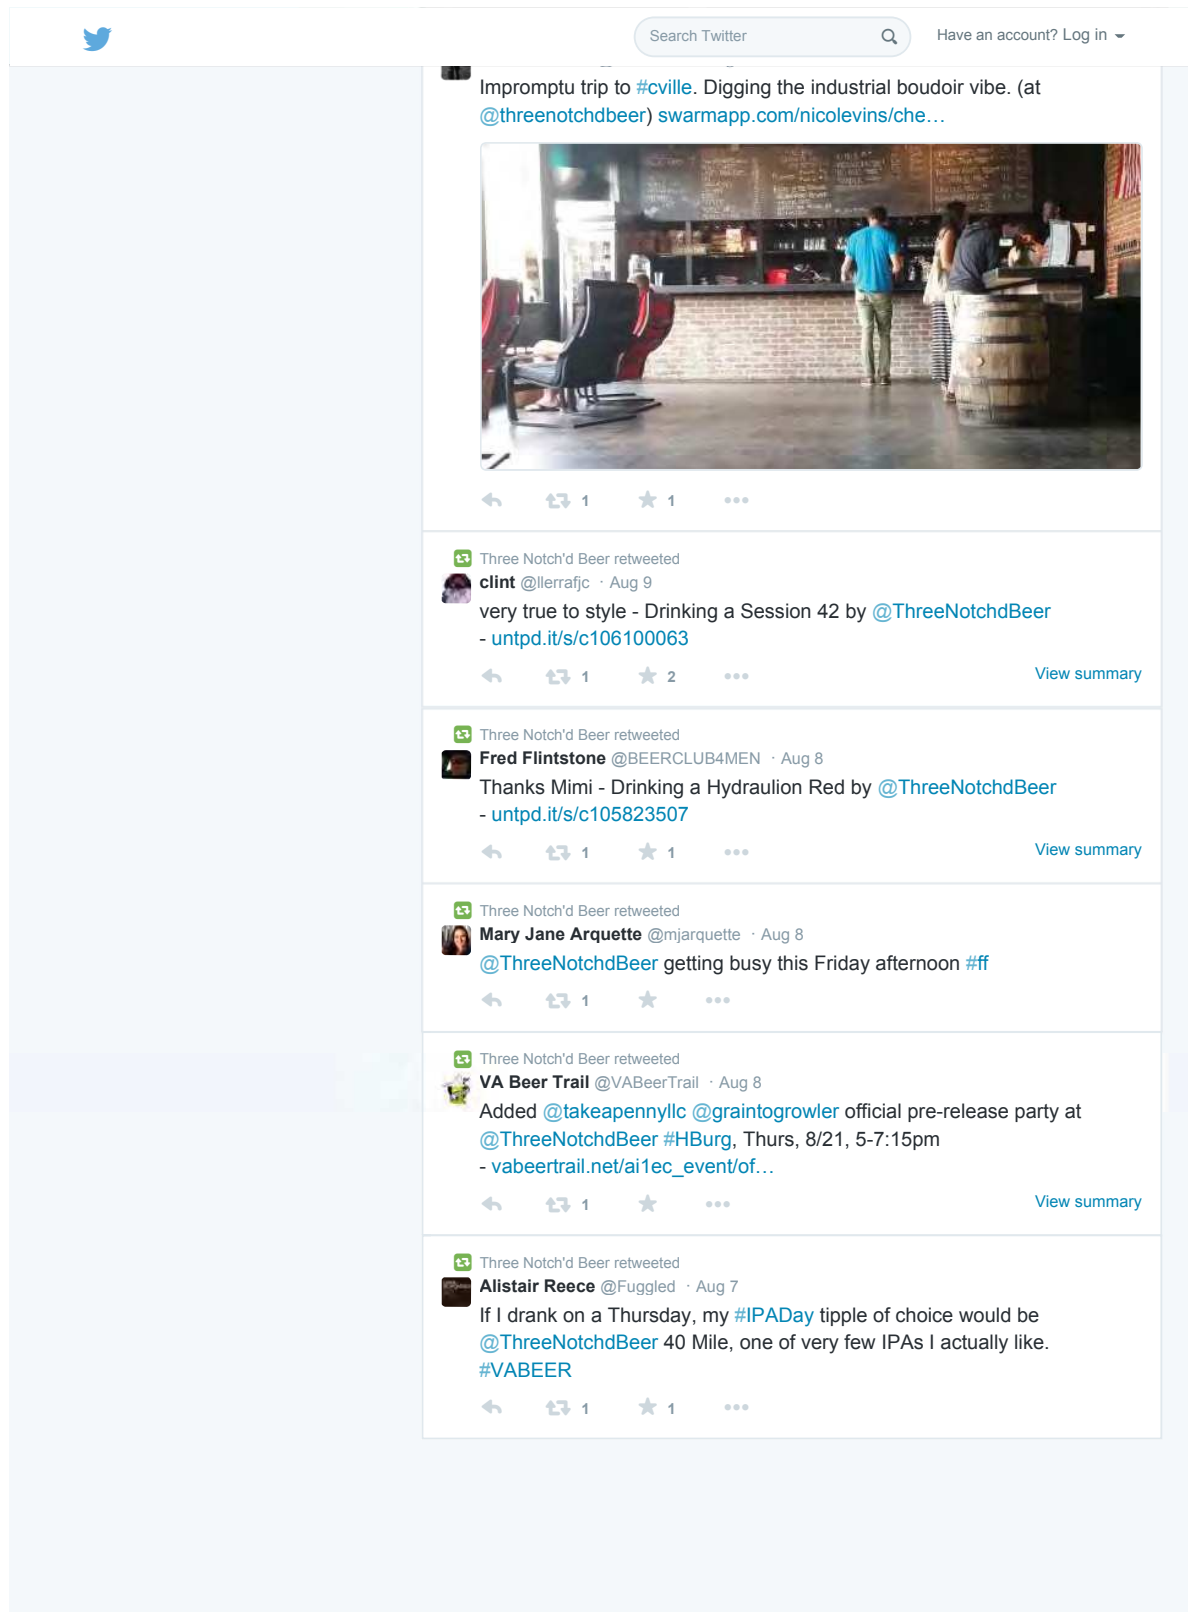 Search Twitter
Have an account? Log in
Impromptu trip to #cville. Digging the industrial boudoir vibe. (at
@threenotchdbeer) swarmapp.com/nicolevins/che…
1
1
Three Notch'd Beer retweeted
clint @llerrafjc · Aug 9
very true to style - Drinking a Session 42 by @ThreeNotchdBeer
- untpd.it/s/c106100063
1
2
View summary
Three Notch'd Beer retweeted
Fred Flintstone @BEERCLUB4MEN · Aug 8
Thanks Mimi - Drinking a Hydraulion Red by @ThreeNotchdBeer
- untpd.it/s/c105823507
1
1
View summary
Three Notch'd Beer retweeted
Mary Jane Arquette @mjarquette · Aug 8
@ThreeNotchdBeer getting busy this Friday afternoon #ff
1
Three Notch'd Beer retweeted
VA Beer Trail @VABeerTrail · Aug 8
Added @takeapennyllc @graintogrowler official pre-release party at
@ThreeNotchdBeer #HBurg, Thurs, 8/21, 5-7:15pm
- vabeertrail.net/ai1ec_event/of…
1
View summary
Three Notch'd Beer retweeted
Alistair Reece @Fuggled · Aug 7
If I drank on a Thursday, my #IPADay tipple of choice would be
@ThreeNotchdBeer 40 Mile, one of very few IPAs I actually like.
#VABEER
1
1